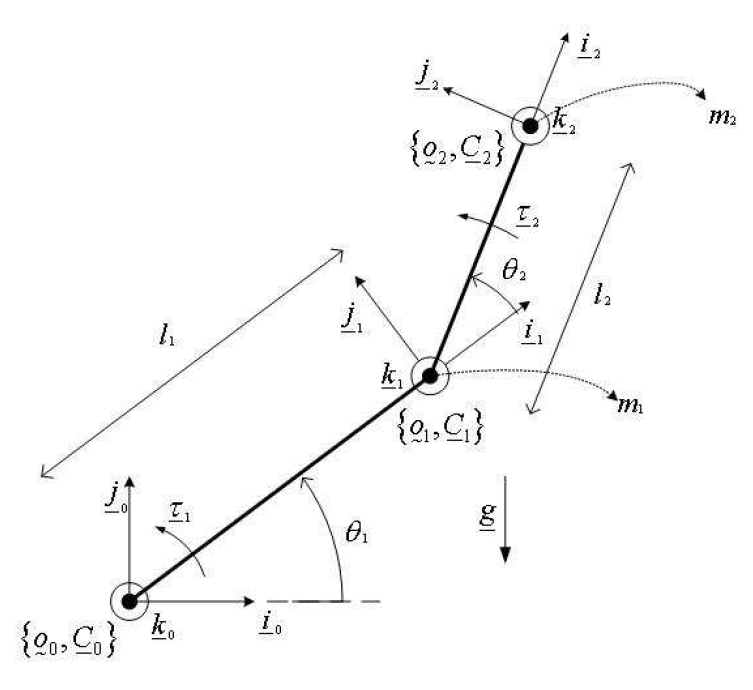 i₂
j₂
k₂
m₂
{o₂, C₂}
τ₂
θ₂
l₂
l₁
j₁
i₁
k₁
m₁
{o₁, C₁}
j₀
τ₁
θ₁
g
{o₀, C₀}
k₀
i₀